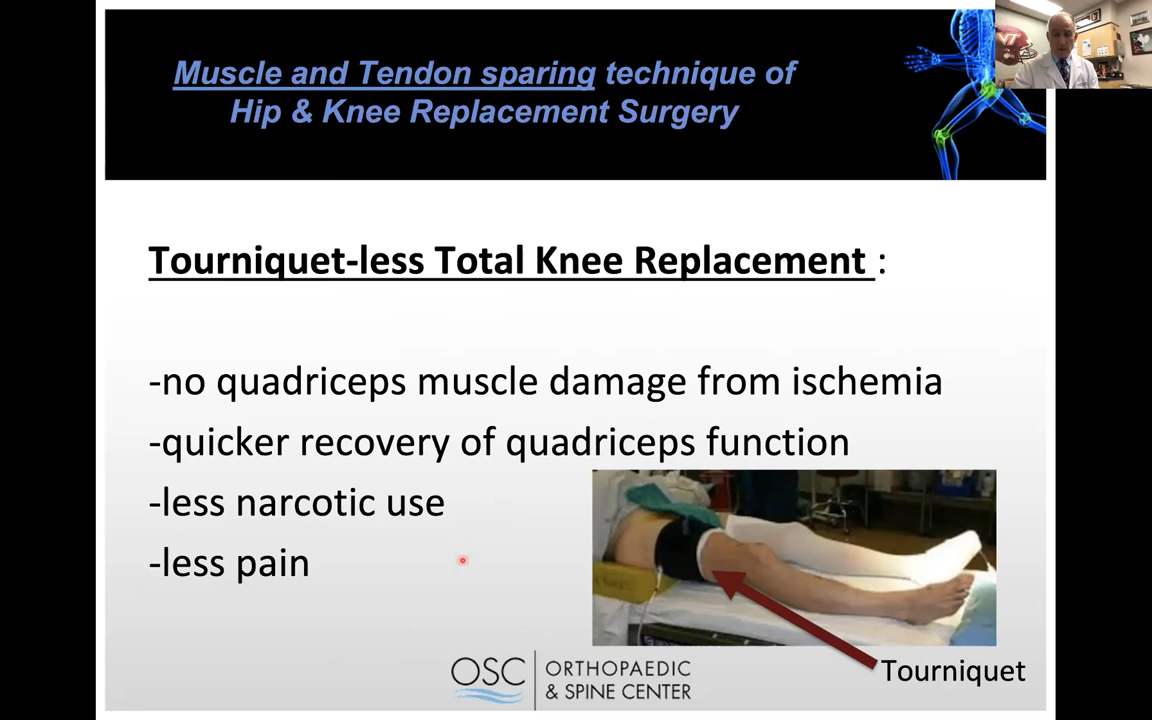 Muscle and Tendon sparing technique of
Hip & Knee Replacement Surgery
VT
Tourniquet-less Total Knee Replacement :
-no quadriceps muscle damage from ischemia
-quicker recovery of quadriceps function
-less narcotic use
-less pain
Tourniquet
OSC ORTHOPAEDIC
& SPINE CENTER